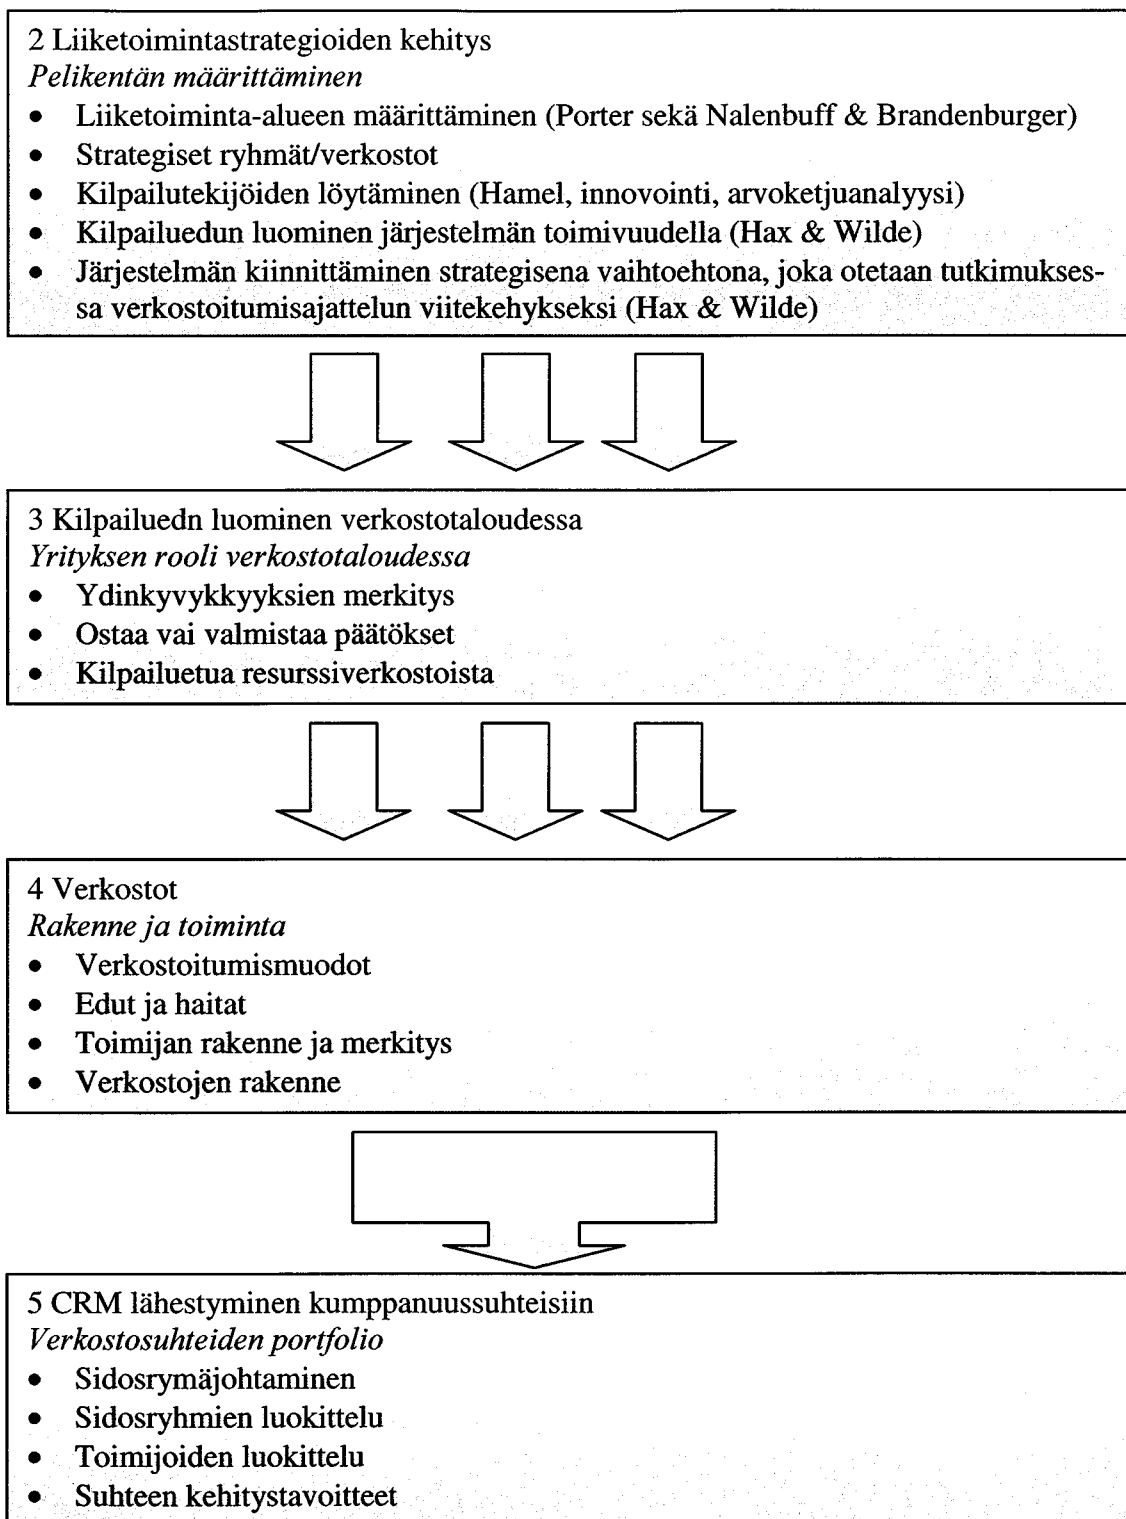 2 Liiketoimintastrategioiden kehitys
Pelikentän määrittäminen
• Liiketoiminta-alueen määrittäminen (Porter sekä Nalenbuff & Brandenburger)
• Strategiset ryhmät/verkostot
• Kilpailutekijöiden löytäminen (Hamel, innovointi, arvoketjuanalyysi)
• Kilpailuedun luominen järjestelmän toimivuudella (Hax & Wilde)
• Järjestelmän kiinnittäminen strategisena vaihtoehtona, joka otetaan tutkimukses-
sa verkostoitumisajattelun viitekehykseksi (Hax & Wilde)
3 Kilpailuedn luominen verkostotaloudessa
Yrityksen rooli verkostotaloudessa
• Ydinkyvykkyyksien merkitys
• Ostaa vai valmistaa päätökset
• Kilpailuetua resurssiverkostoista
4 Verkostot
Rakenne ja toiminta
• Verkostoitumismuodot
• Edut ja haitat
• Toimijan rakenne ja merkitys
• Verkostojen rakenne
5 CRM lähestyminen kumppanuussuhteisiin
Verkostosuhteiden portfolio
• Sidosrymäjohtaminen
• Sidosryhmien luokittelu
• Toimijoiden luokittelu
• Suhteen kehitystavoitteet